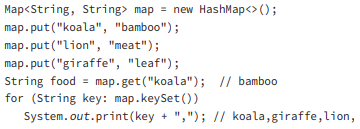 Map<String, String> map = new HashMap<>();
map.put("koala", "bamboo");
map.put("lion", "meat");
map.put("giraffe", "leaf");
String food = map.get("koala");  // bamboo
for (String key: map.keySet())
   System.out.print(key + ","); // koala,giraffe,lion,